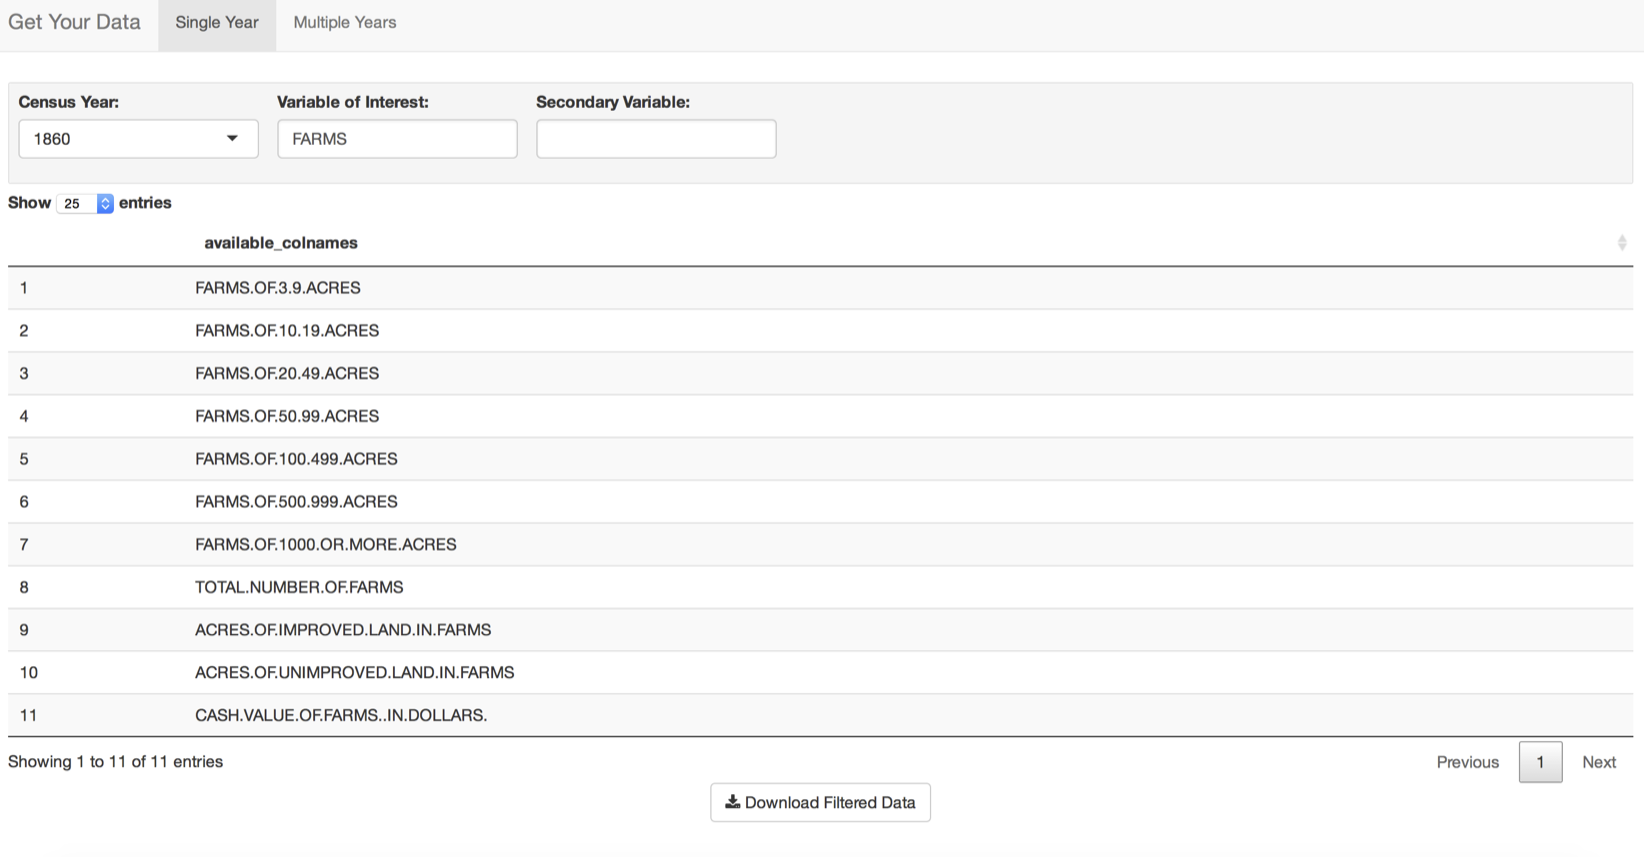 Get Your Data Single Year Multiple Years
Census Year: Variable of Interest: Secondary Variable:
1860 FARMS
Show 25 entries
available_colnames
1 FARMS.OF.3.9.ACRES
2 FARMS.OF.10.19.ACRES
3 FARMS.OF.20.49.ACRES
4 FARMS.OF.50.99.ACRES
5 FARMS.OF.100.499.ACRES
6 FARMS.OF.500.999.ACRES
7 FARMS.OF.1000.OR.MORE.ACRES
8 TOTAL.NUMBER.OF.FARMS
9 ACRES.OF.IMPROVED.LAND.IN.FARMS
10 ACRES.OF.UNIMPROVED.LAND.IN.FARMS
11 CASH.VALUE.OF.FARMS..IN.DOLLARS.
Showing 1 to 11 of 11 entries Previous 1 Next
Download Filtered Data